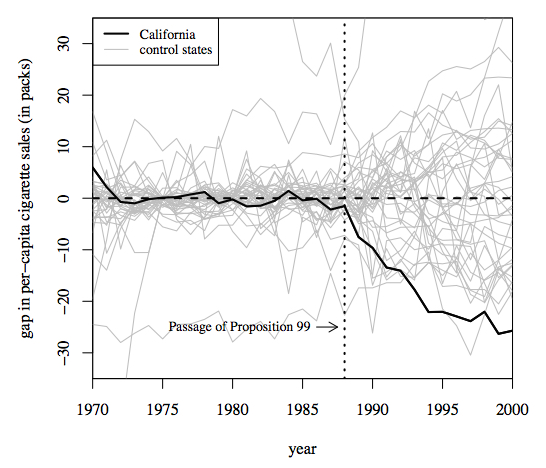 California
control states
gap in per−capita cigarette sales (in packs)
30
20
10
0
−10
−20
−30
Passage of Proposition 99
1970 1975 1980 1985 1990 1995 2000
year